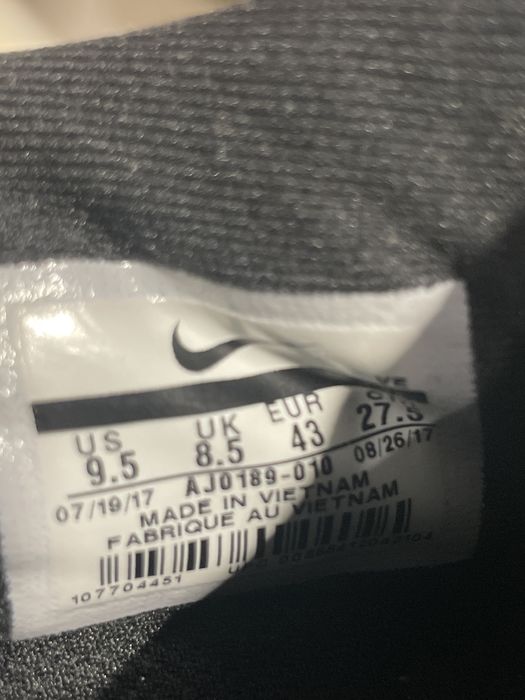 US UK EUR
9.5 8.5 43 27.5
07/19/17 AJ0189-010 08/26/17
MADE IN VIETNAM
FABRIQUE AU VIETNAM
107704451